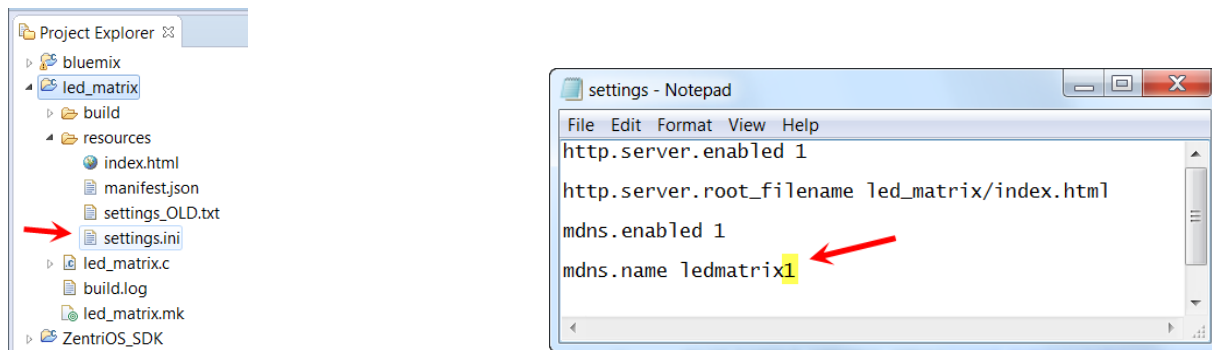 Project Explorer
bluemix
led_matrix
build
resources
index.html
manifest.json
settings_OLD.txt
settings.ini
led_matrix.c
build.log
led_matrix.mk
ZentriOS_SDK
settings - Notepad
File Edit Format View Help
http.server.enabled 1
http.server.root_filename led_matrix/index.html
mdns.enabled 1
mdns.name ledmatrix1